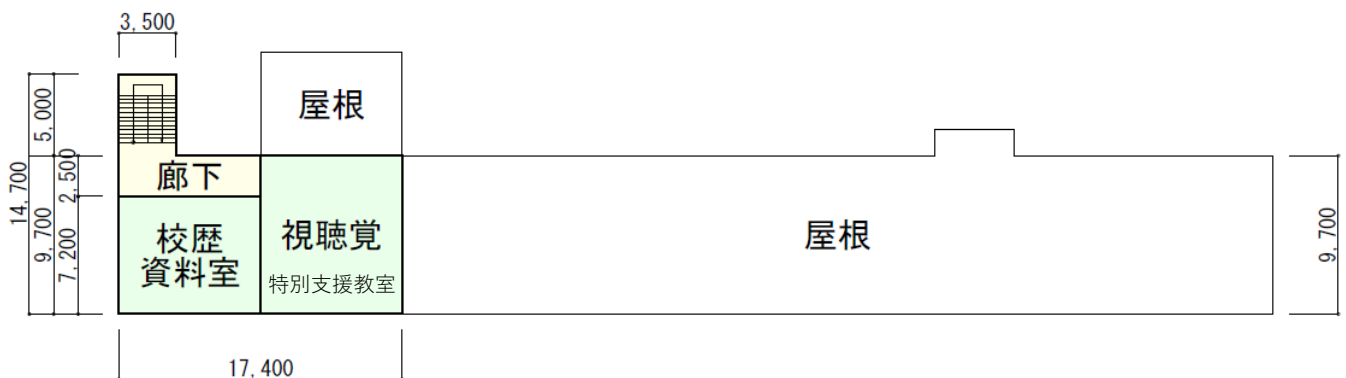 3,500
屋根
5,000
2,500
14,700
9,700
7,200
廊下
校歴
資料室
視聴覚
特別支援教室
屋根
9,700
17,400